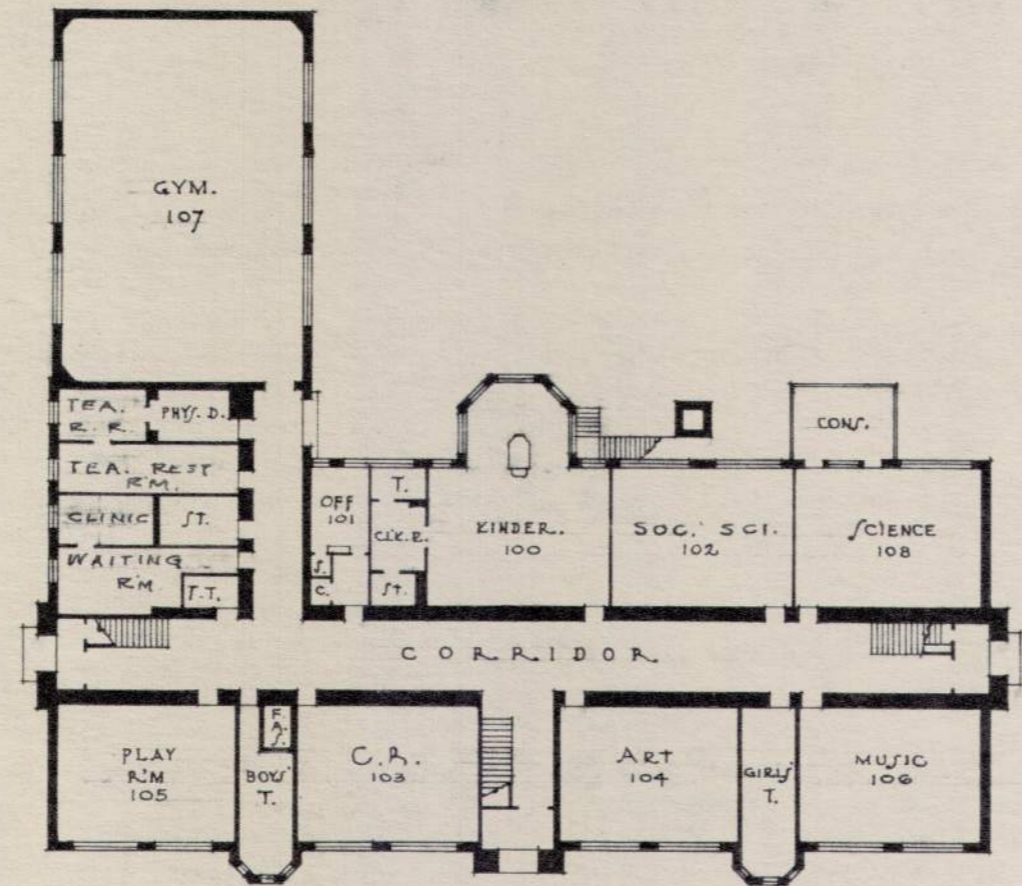 GYM.
107
TEA.
R. R.
PHYS. D.
TEA. REST
R'M.
CLINIC
ST.
WAITING
R'M
T.T.
OFF
101
S.
C.
T.
CLK. R.
ST.
KINDER.
100
SOC. SCI.
102
CONS.
SCIENCE
108
CORRIDOR
PLAY
R'M
105
BOYS'
T.
F.
A.
S.
C.R.
103
ART
104
GIRLS'
T.
MUSIC
106